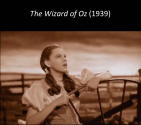 The Wizard of Oz (1939)